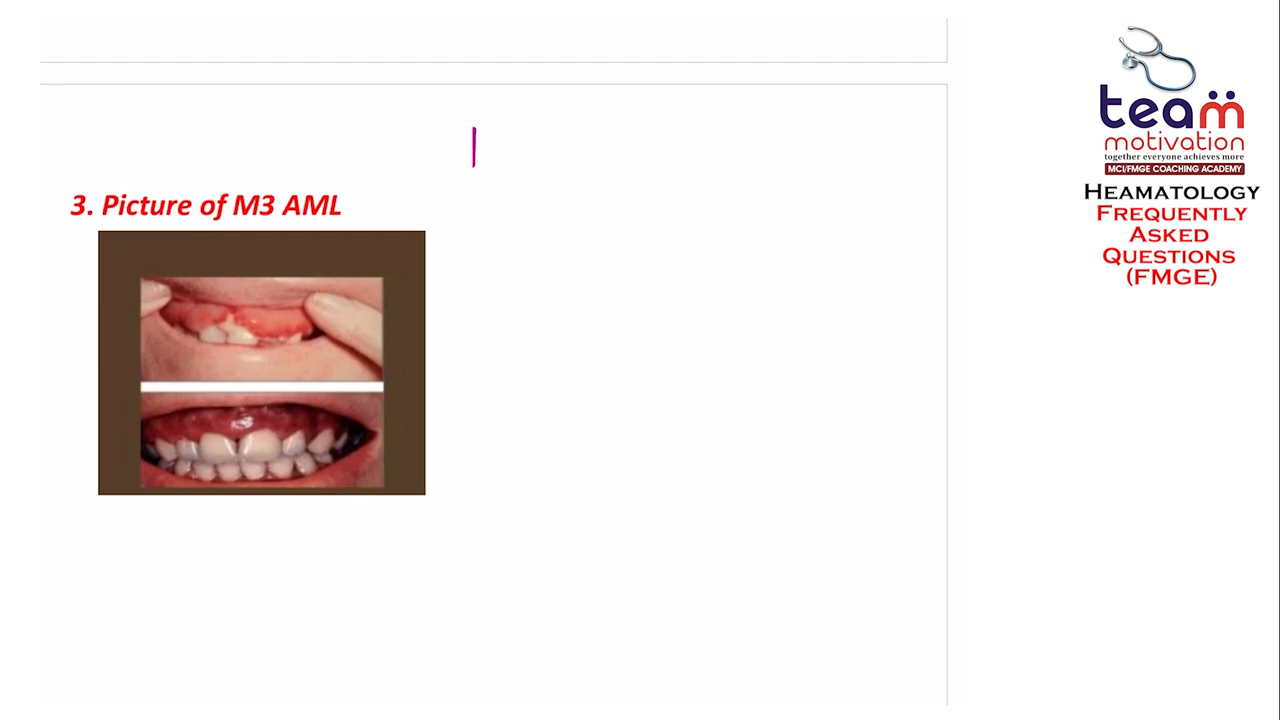 3. Picture of M3 AML
team
motivation
together everyone achieves more
MCI/FMGE COACHING ACADEMY
HEAMATOLOGY
FREQUENTLY
ASKED
QUESTIONS
(FMGE)